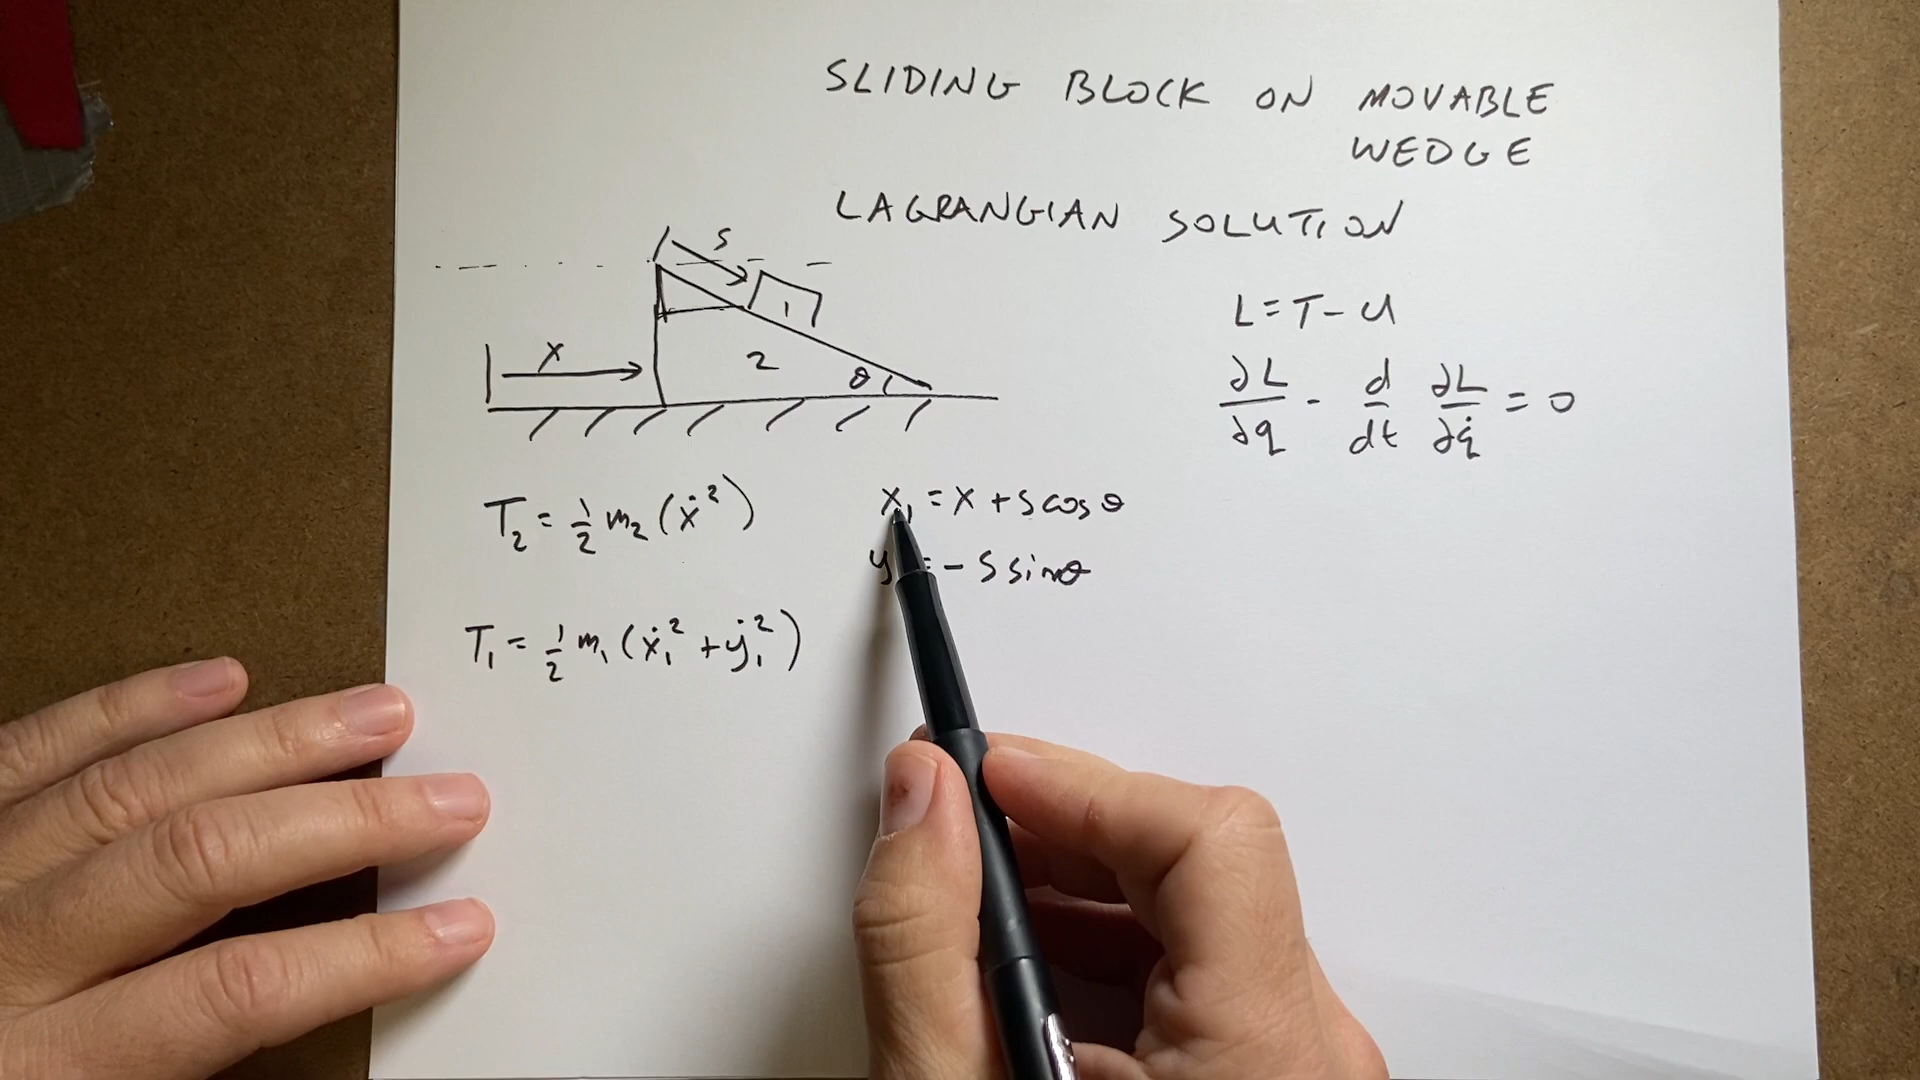 SLIDING BLOCK ON MOVABLE
WEDGE
LAGRANGIAN SOLUTION
s
1
x
2
θ
L = T - U
∂L/∂q - d/dt ∂L/∂q̇ = 0
T₂ = ½ m₂ (ẋ²)
x₁ = x + s cos θ
y = - s sin θ
T₁ = ½ m₁ (ẋ₁² + ẏ₁²)